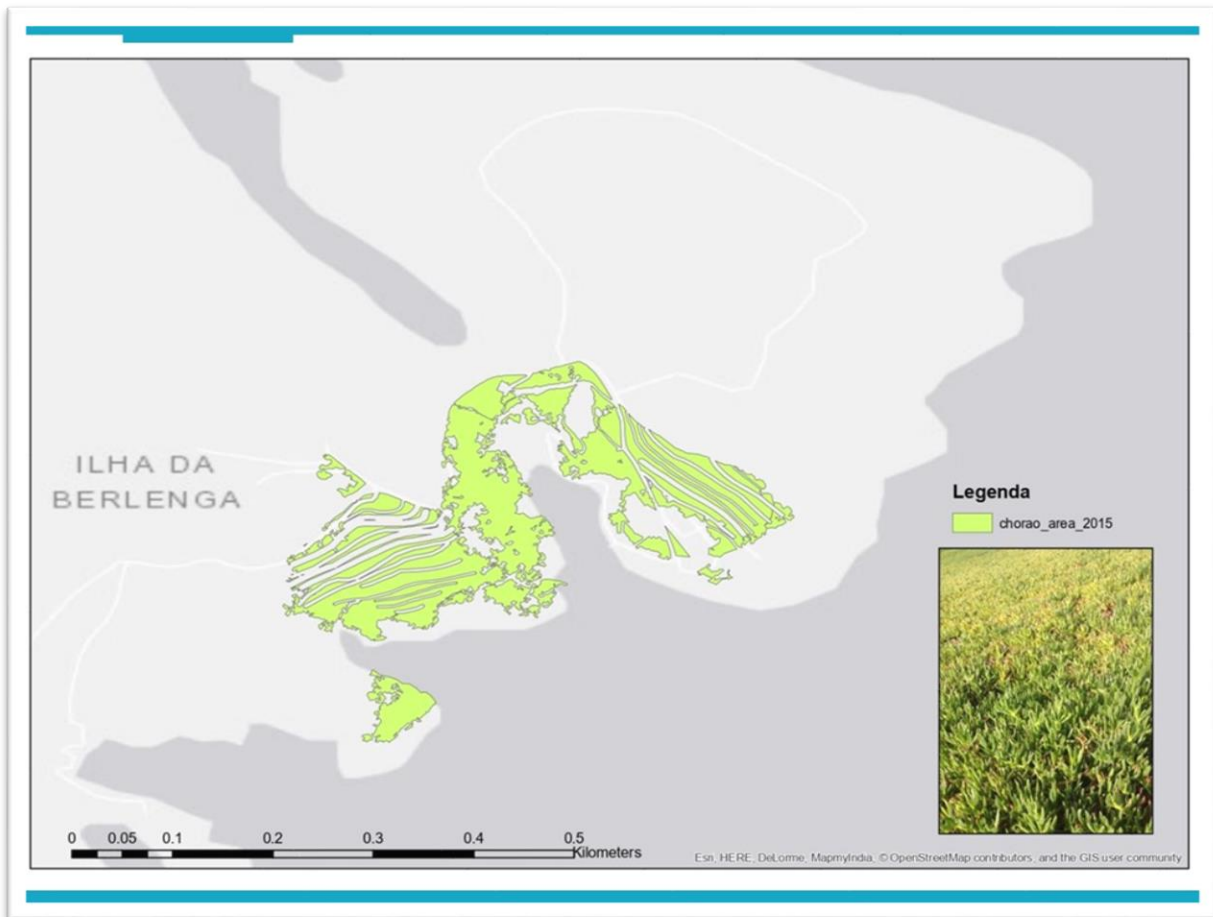 ILHA DA
BERLENGA
Legenda
chorao_area_2015
0 0.05 0.1 0.2 0.3 0.4 0.5
Kilometers
Esri, HERE, DeLorme, MapmyIndia, © OpenStreetMap contributors, and the GIS user community